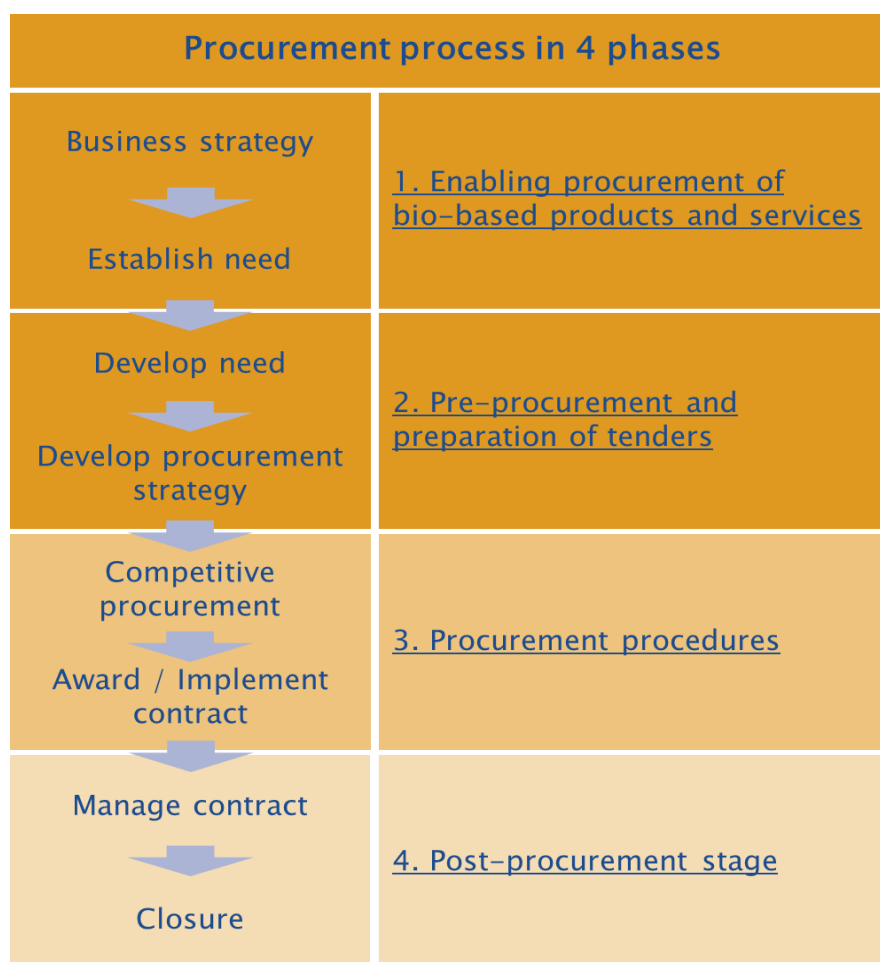 Procurement process in 4 phases
Business strategy
Establish need
1. Enabling procurement of
bio-based products and services
Develop need
Develop procurement
strategy
2. Pre-procurement and
preparation of tenders
Competitive
procurement
Award / Implement
contract
3. Procurement procedures
Manage contract
Closure
4. Post-procurement stage